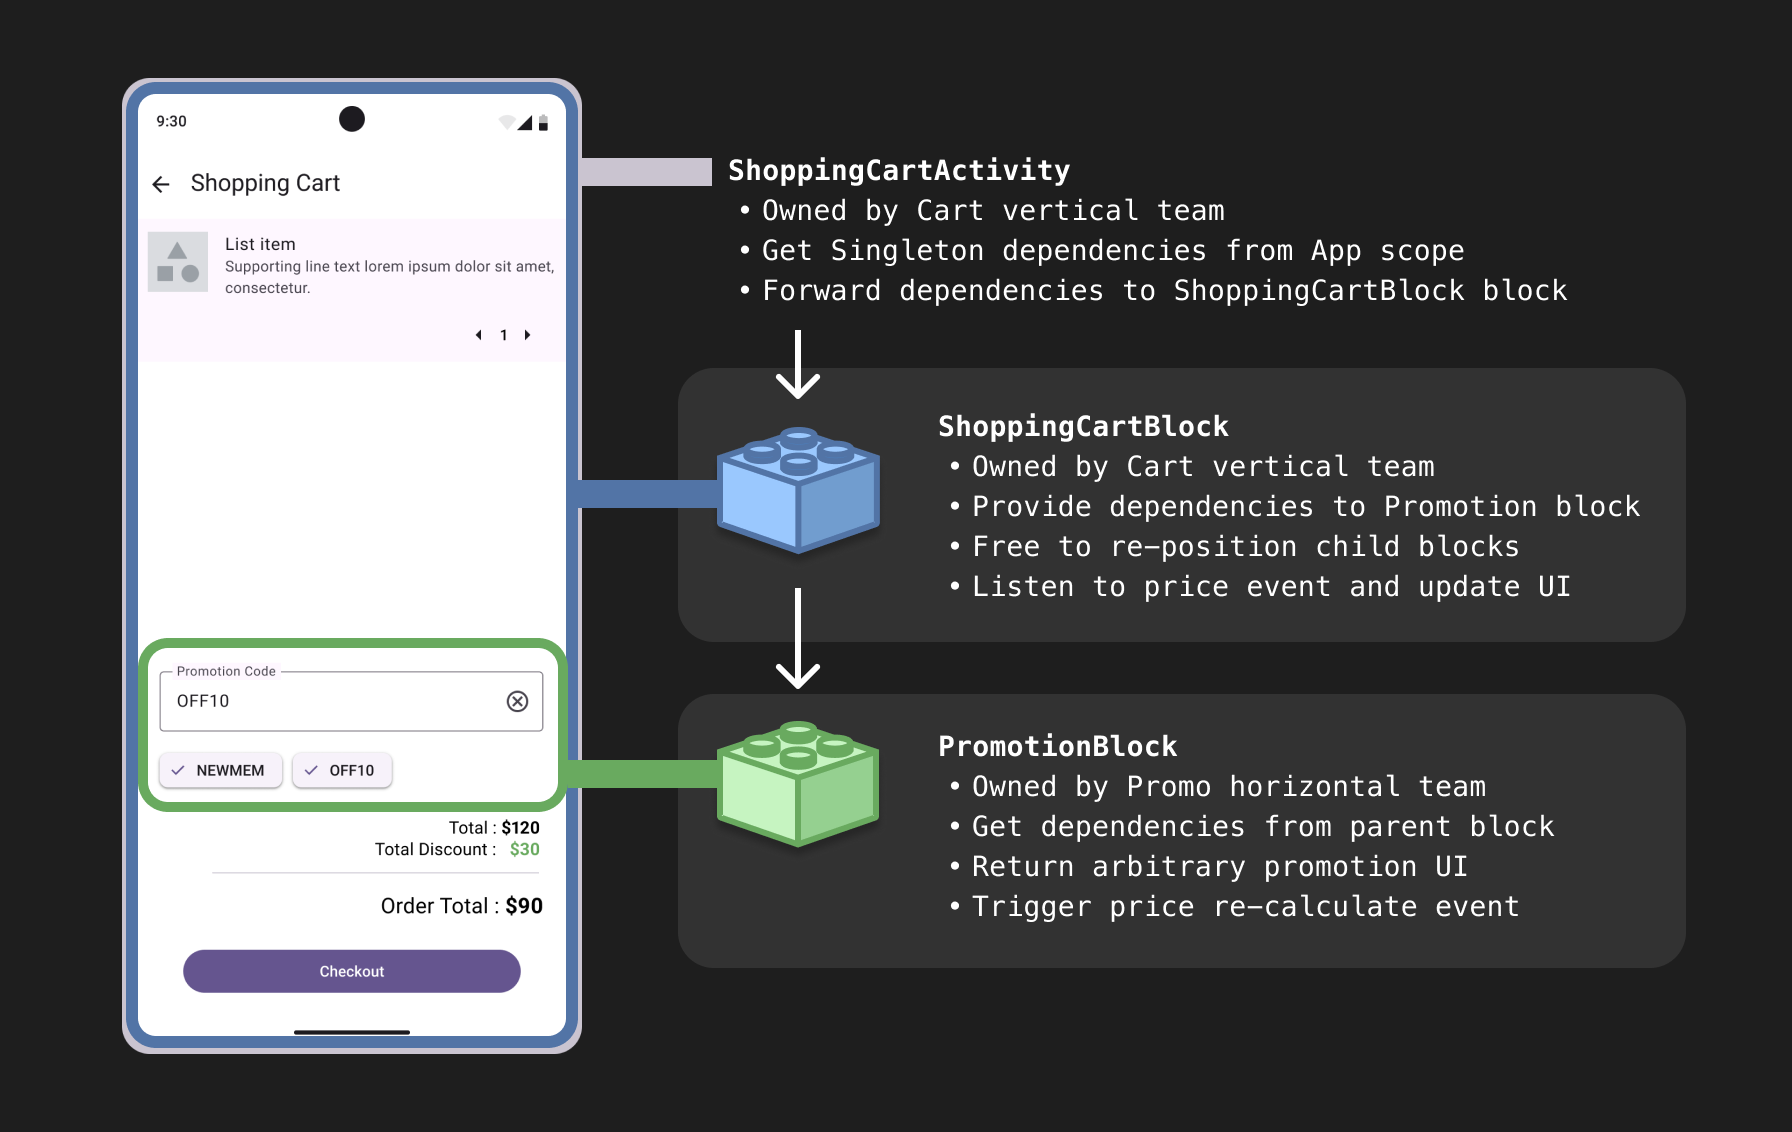 9:30
Shopping Cart
List item
Supporting line text lorem ipsum dolor sit amet,
consectetur.
1
Promotion Code
OFF10
NEWMEM
OFF10
Total : $120
Total Discount : $30
Order Total : $90
Checkout
ShoppingCartActivity
• Owned by Cart vertical team
• Get Singleton dependencies from App scope
• Forward dependencies to ShoppingCartBlock block
ShoppingCartBlock
• Owned by Cart vertical team
• Provide dependencies to Promotion block
• Free to re-position child blocks
• Listen to price event and update UI
PromotionBlock
• Owned by Promo horizontal team
• Get dependencies from parent block
• Return arbitrary promotion UI
• Trigger price re-calculate event